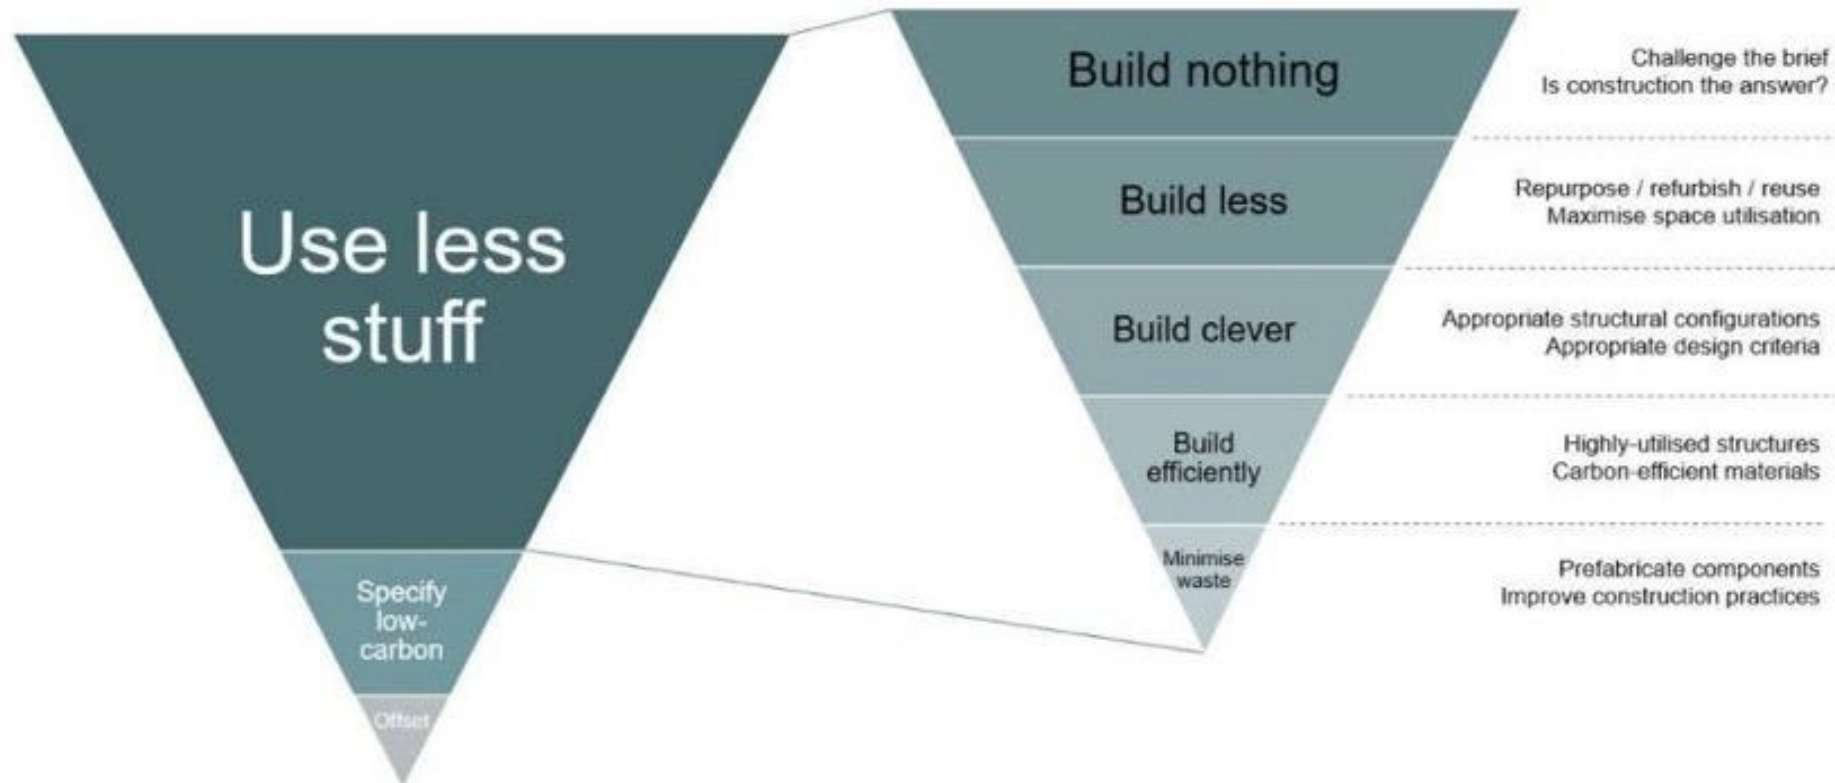 Use less
stuff
Specify
low-
carbon
Offset
Build nothing
Challenge the brief
Is construction the answer?
Build less
Repurpose / refurbish / reuse
Maximise space utilisation
Build clever
Appropriate structural configurations
Appropriate design criteria
Build
efficiently
Highly-utilised structures
Carbon-efficient materials
Minimise
waste
Prefabricate components
Improve construction practices